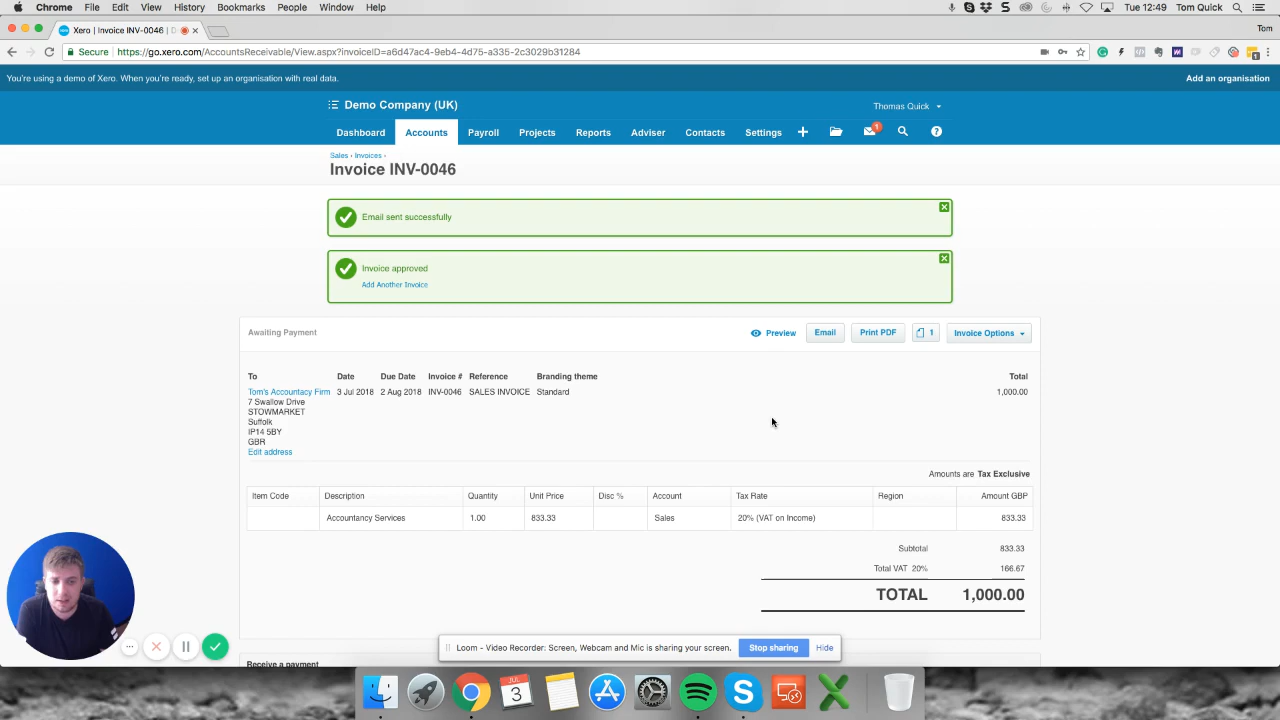 Chrome File Edit View History Bookmarks People Window Help Tue 12:49 Tom Quick
Xero | Invoice INV-0046 | D Tom
Secure https://go.xero.com/AccountsReceivable/View.aspx?invoiceID=a6d47ac4-9eb4-4d75-a335-2c3029b31284
You're using a demo of Xero. When you're ready, set up an organisation with real data. Add an organisation
Demo Company (UK) Thomas Quick
Dashboard Accounts Payroll Projects Reports Adviser Contacts Settings 1
Sales › Invoices ›
Invoice INV-0046
Email sent successfully
Invoice approved
Add Another Invoice
Awaiting Payment Preview Email Print PDF 1 Invoice Options
To Date Due Date Invoice # Reference Branding theme Total
Tom's Accountacy Firm 3 Jul 2018 2 Aug 2018 INV-0046 SALES INVOICE Standard 1,000.00
7 Swallow Drive
STOWMARKET
Suffolk
IP14 5BY
GBR
Edit address
Amounts are Tax Exclusive
Item Code Description Quantity Unit Price Disc % Account Tax Rate Region Amount GBP
Accountancy Services 1.00 833.33 Sales 20% (VAT on Income) 833.33
Subtotal 833.33
Total VAT 20% 166.67
TOTAL 1,000.00
Loom - Video Recorder: Screen, Webcam and Mic is sharing your screen. Stop sharing Hide
Receive a payment
JUL
3